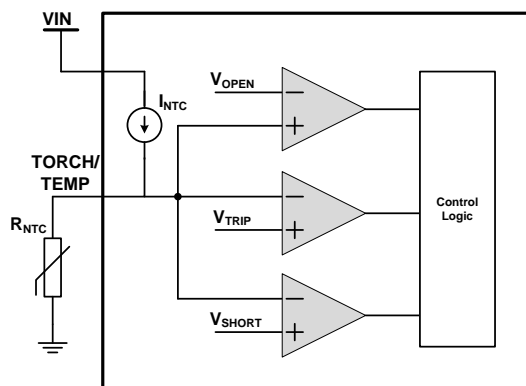 VIN
INTC
TORCH/
TEMP
RNTC
VOPEN
−
+
−
VTRIP
+
−
VSHORT
+
Control
Logic